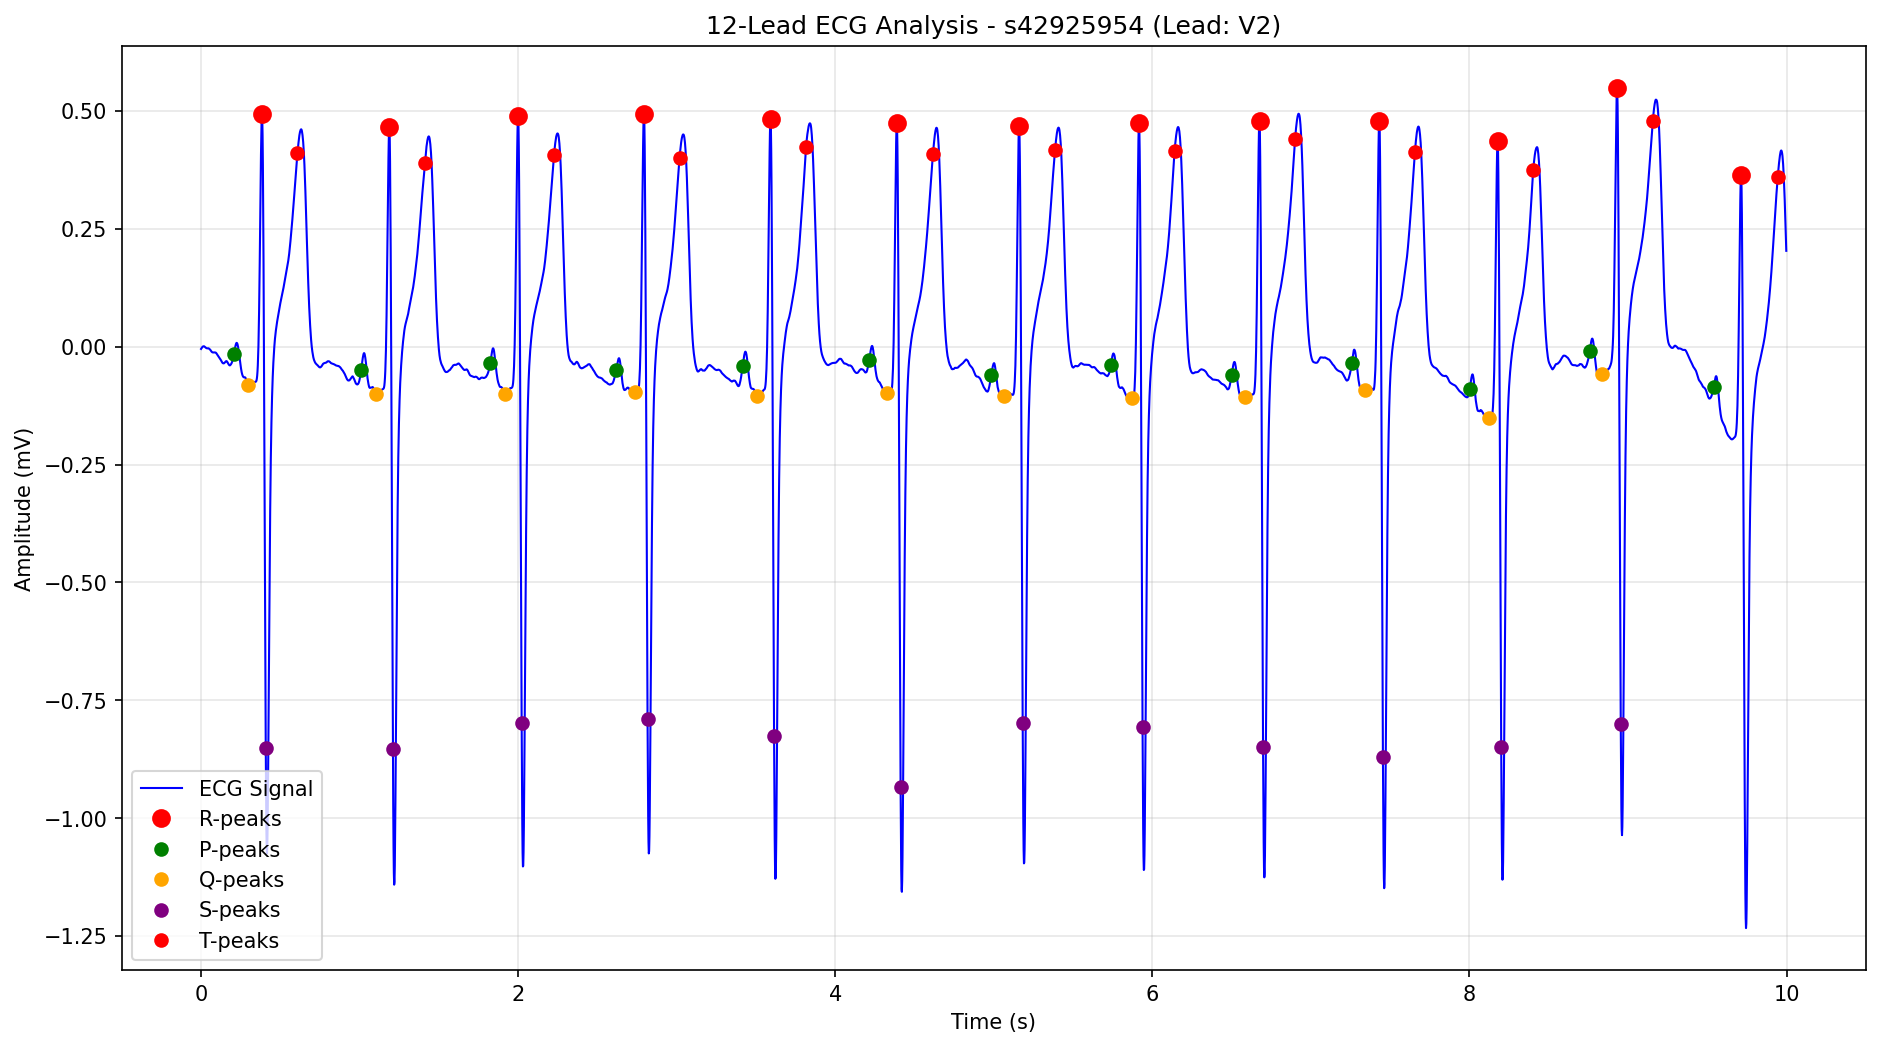 12-Lead ECG Analysis - s42925954 (Lead: V2)
Amplitude (mV)
0.50
0.25
0.00
−0.25
−0.50
−0.75
−1.00
−1.25
ECG Signal
R-peaks
P-peaks
Q-peaks
S-peaks
T-peaks
0 2 4 6 8 10
Time (s)